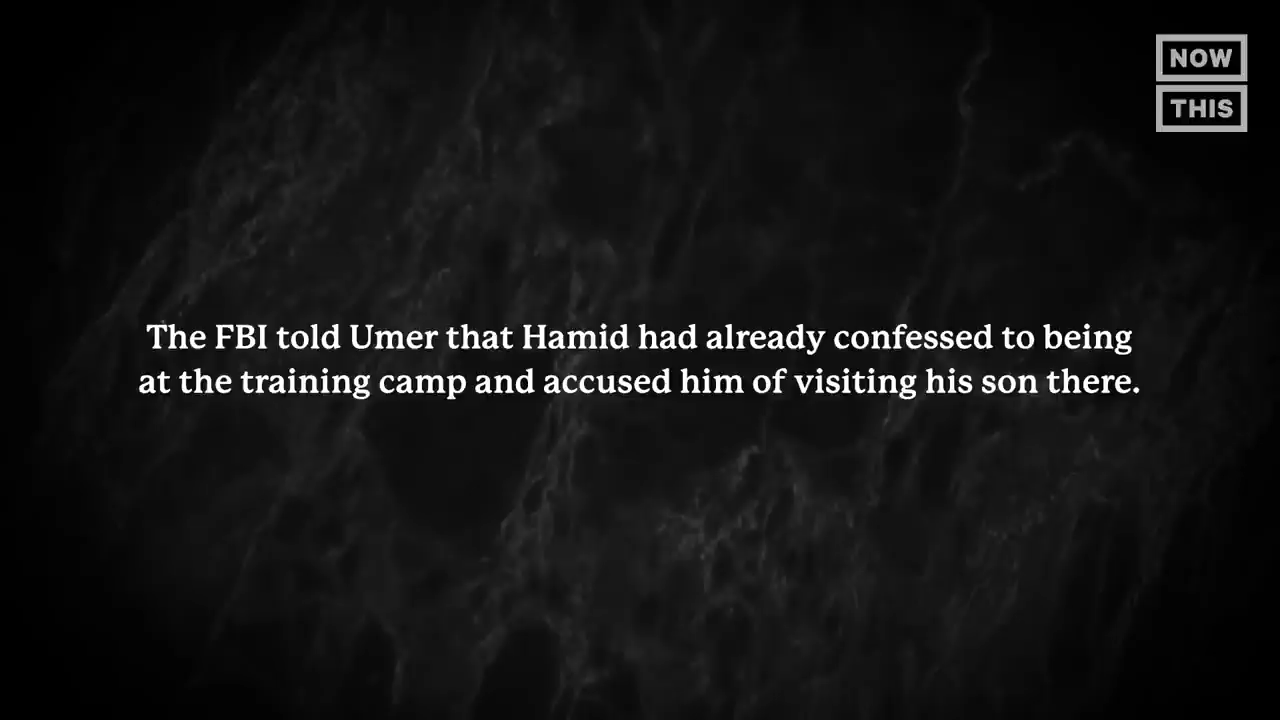 NOW
THIS
The FBI told Umer that Hamid had already confessed to being
at the training camp and accused him of visiting his son there.